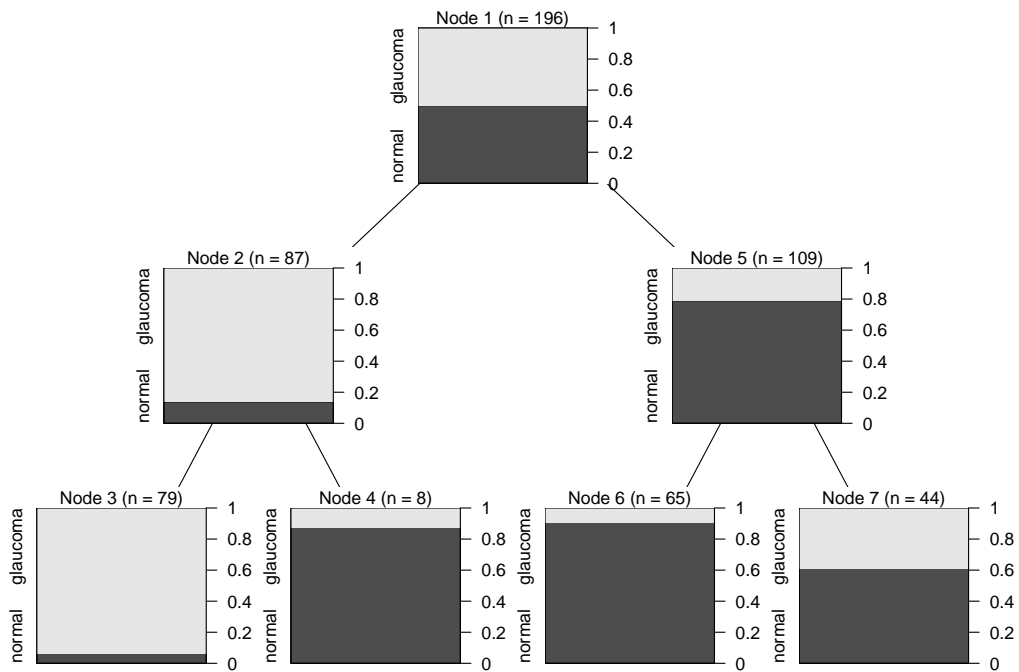 Node 1 (n = 196)
glaucoma
normal
1
0.8
0.6
0.4
0.2
0
Node 2 (n = 87)
glaucoma
normal
1
0.8
0.6
0.4
0.2
0
Node 5 (n = 109)
glaucoma
normal
1
0.8
0.6
0.4
0.2
0
Node 3 (n = 79)
glaucoma
normal
1
0.8
0.6
0.4
0.2
0
Node 4 (n = 8)
glaucoma
normal
1
0.8
0.6
0.4
0.2
0
Node 6 (n = 65)
glaucoma
normal
1
0.8
0.6
0.4
0.2
0
Node 7 (n = 44)
glaucoma
normal
1
0.8
0.6
0.4
0.2
0